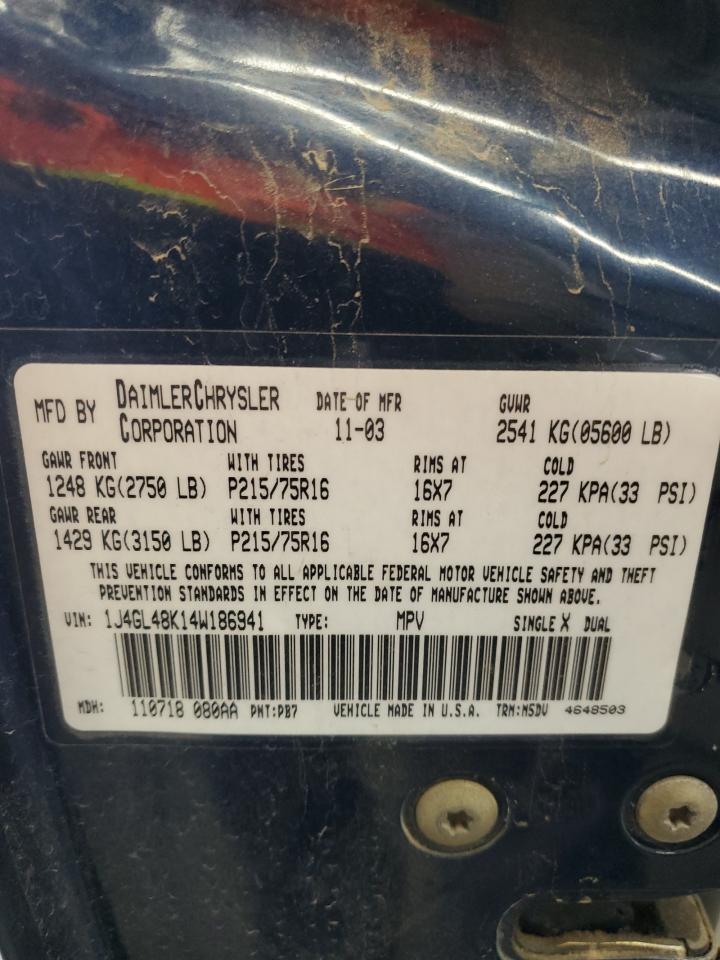 MFD BY DAIMLERCHRYSLER CORPORATION DATE OF MFR 11-03 GVWR 2541 KG(05600 LB)
GAWR FRONT WITH TIRES RIMS AT COLD
1248 KG(2750 LB) P215/75R16 16X7 227 KPA(33 PSI)
GAWR REAR WITH TIRES RIMS AT COLD
1429 KG(3150 LB) P215/75R16 16X7 227 KPA(33 PSI)
THIS VEHICLE CONFORMS TO ALL APPLICABLE FEDERAL MOTOR VEHICLE SAFETY AND THEFT
PREVENTION STANDARDS IN EFFECT ON THE DATE OF MANUFACTURE SHOWN ABOVE.
VIN: 1J4GL48K14W186941 TYPE: MPV SINGLE X DUAL
MDH: 110718 080AA PNT:PB7 VEHICLE MADE IN U.S.A. TRM:MSDV 4648503